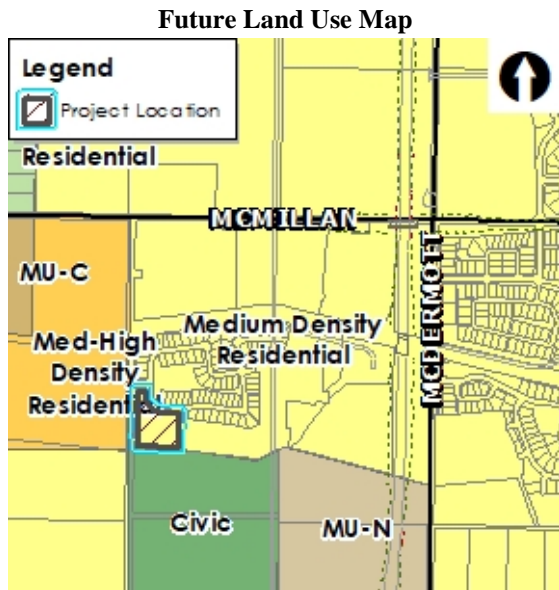 Future Land Use Map
Legend
Project Location
Residential
MCMILLAN
MCDERMOTT
MU-C
Med-High
Density
Residentia
Medium Density
Residential
Civic
MU-N